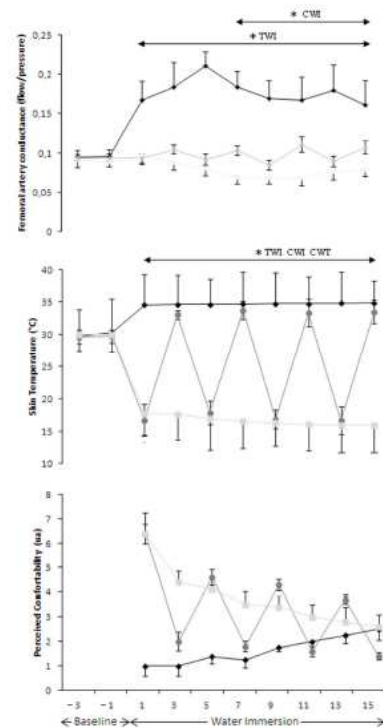 * CWI
* TWI
Femoral artery conductance (flow/pressure)
0,25
0,2
0,15
0,1
0,05
0
* TWI CWI CWT
Skin Temperature (°C)
40
35
30
25
20
15
10
Perceived Comfortability (ua)
8
7
6
5
4
3
2
1
0
−3 −1 1 3 5 7 9 11 13 15
Baseline Water Immersion